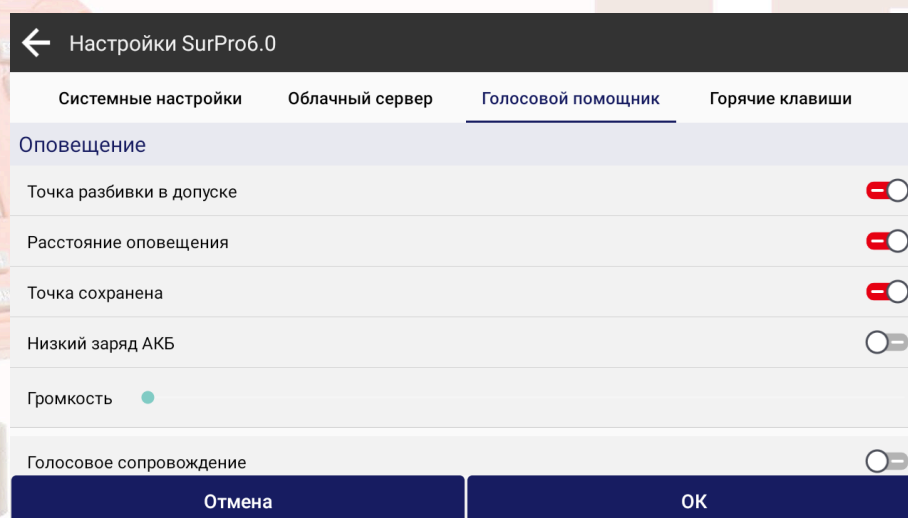 Настройки SurPro6.0
Системные настройки Облачный сервер Голосовой помощник Горячие клавиши
Оповещение
Точка разбивки в допуске
Расстояние оповещения
Точка сохранена
Низкий заряд АКБ
Громкость
Голосовое сопровождение
Отмена ОК